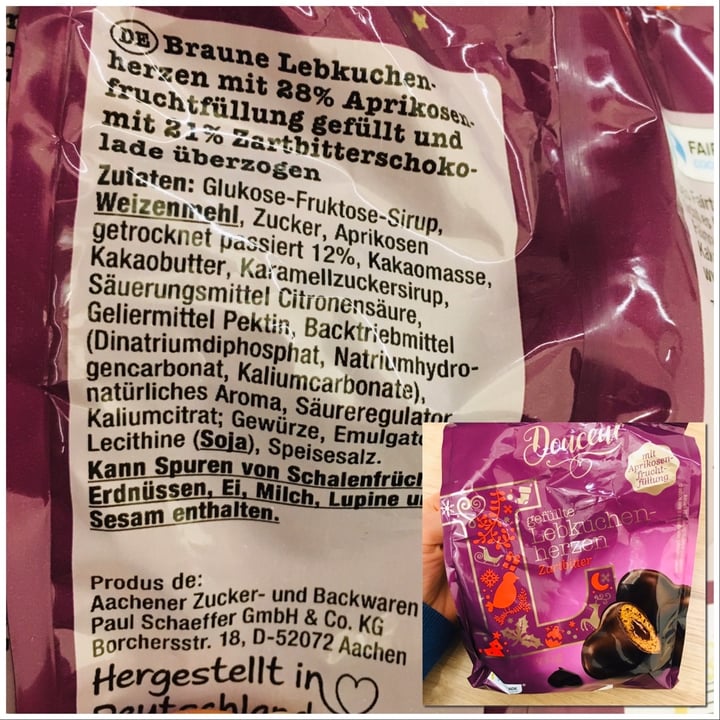 DE Braune Lebkuchen-
herzen mit 28% Aprikosen-
fruchtfüllung gefüllt und
mit 21% Zartbitterschoko-
lade überzogen
Zutaten: Glukose-Fruktose-Sirup,
Weizenmehl, Zucker, Aprikosen
getrocknet passiert 12%, Kakaomasse,
Kakaobutter, Karamellzuckersirup,
Säuerungsmittel Citronensäure,
Geliermittel Pektin, Backtriebmittel
(Dinatriumdiphosphat, Natriumhydro-
gencarbonat, Kaliumcarbonate),
natürliches Aroma, Säureregulator
Kaliumcitrat; Gewürze, Emulgato
Lecithine (Soja), Speisesalz.
Kann Spuren von Schalenfrüch
Erdnüssen, Ei, Milch, Lupine u
Sesam enthalten.
Produs de:
Aachener Zucker- und Backwaren
Paul Schaeffer GmbH & Co. KG
Borchersstr. 18, D-52072 Aachen
Hergestellt in
Deutschland
FAIR
Douceur
mit
Aprikosen-
frucht-
füllung
gefüllte
Lebkuchen-
herzen
Zartbitter